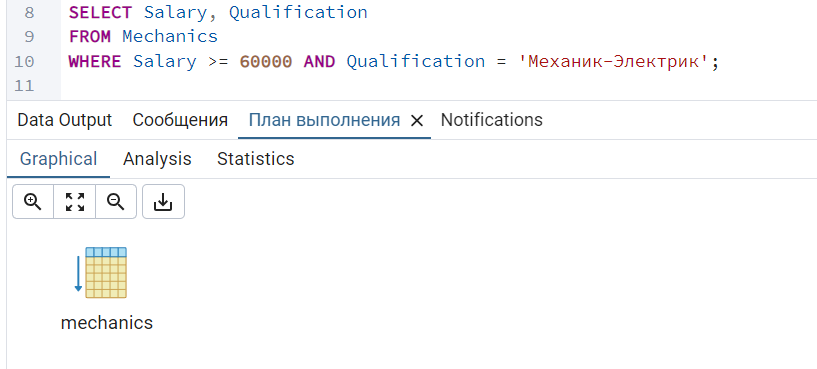 8 SELECT Salary, Qualification
9 FROM Mechanics
10 WHERE Salary >= 60000 AND Qualification = 'Механик-Электрик';
11
Data Output Сообщения План выполнения × Notifications
Graphical Analysis Statistics
mechanics